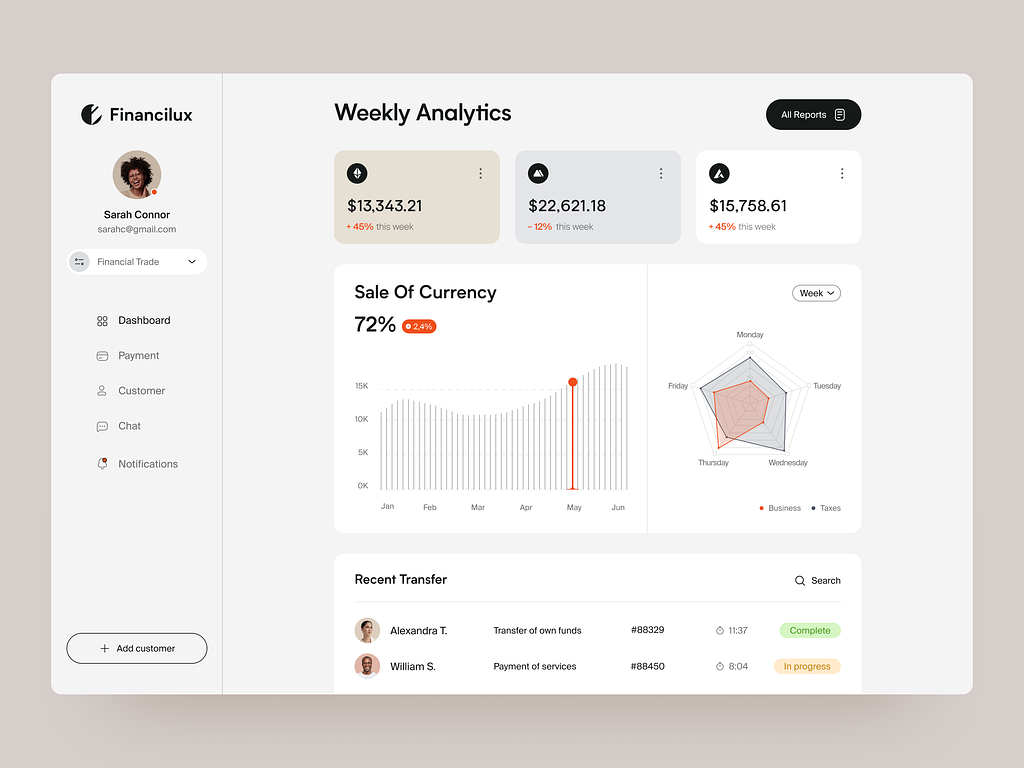 Financilux
Sarah Connor
sarahc@gmail.com
Financial Trade
Dashboard
Payment
Customer
Chat
Notifications
Add customer
Weekly Analytics
All Reports
$13,343.21
+ 45% this week
$22,621.18
- 12% this week
$15,758.61
+ 45% this week
Sale Of Currency
72% 2,4%
15K
10K
5K
0K
Jan Feb Mar Apr May Jun
Week
Monday
Friday Tuesday
Thursday Wednesday
Business Taxes
Recent Transfer
Search
Alexandra T. Transfer of own funds #88329 11:37 Complete
William S. Payment of services #88450 8:04 In progress